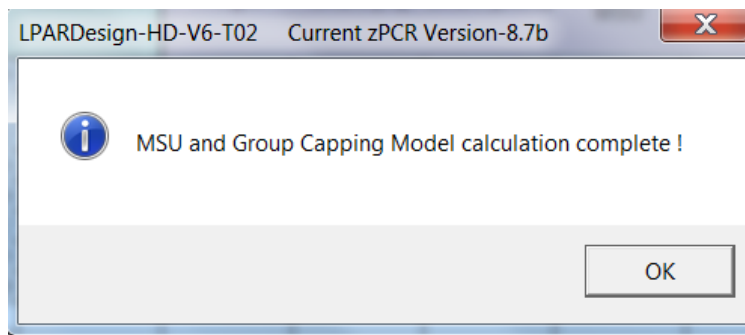 LPARDesign-HD-V6-T02 Current zPCR Version-8.7b
MSU and Group Capping Model calculation complete !
OK